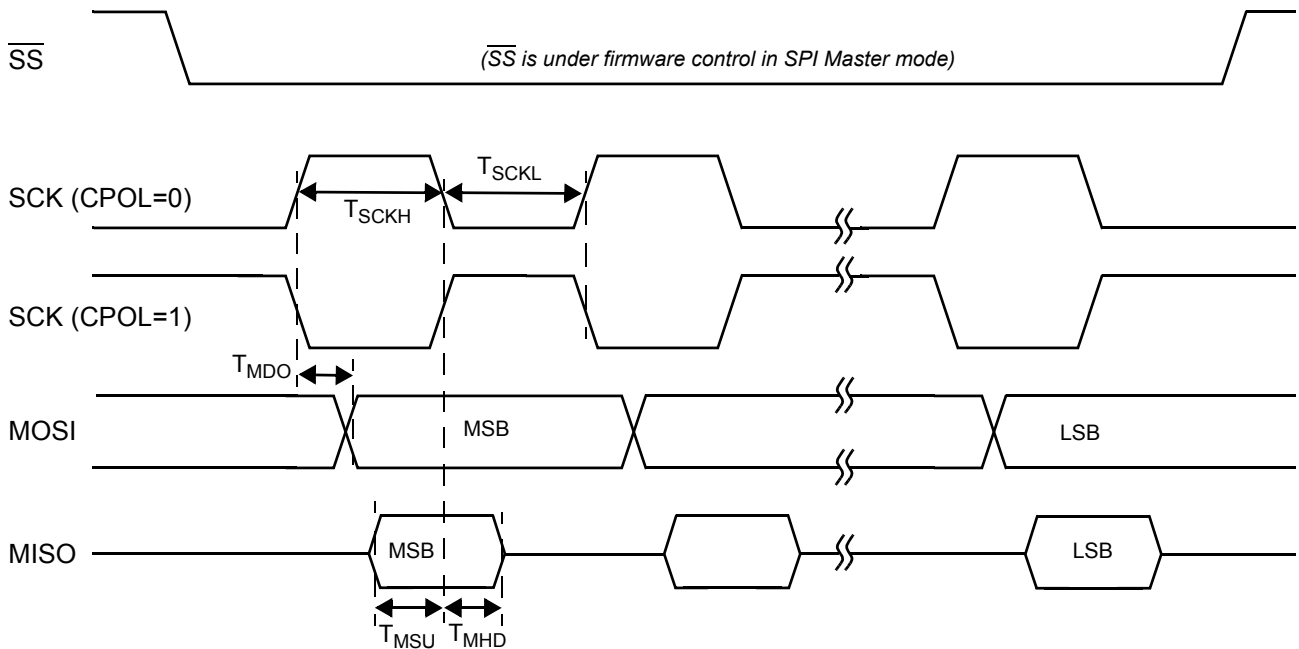 SS
(SS is under firmware control in SPI Master mode)
SCK (CPOL=0)
TSCKH
TSCKL
SCK (CPOL=1)
TMDO
MOSI
MSB
LSB
MISO
MSB
LSB
TMSU
TMHD